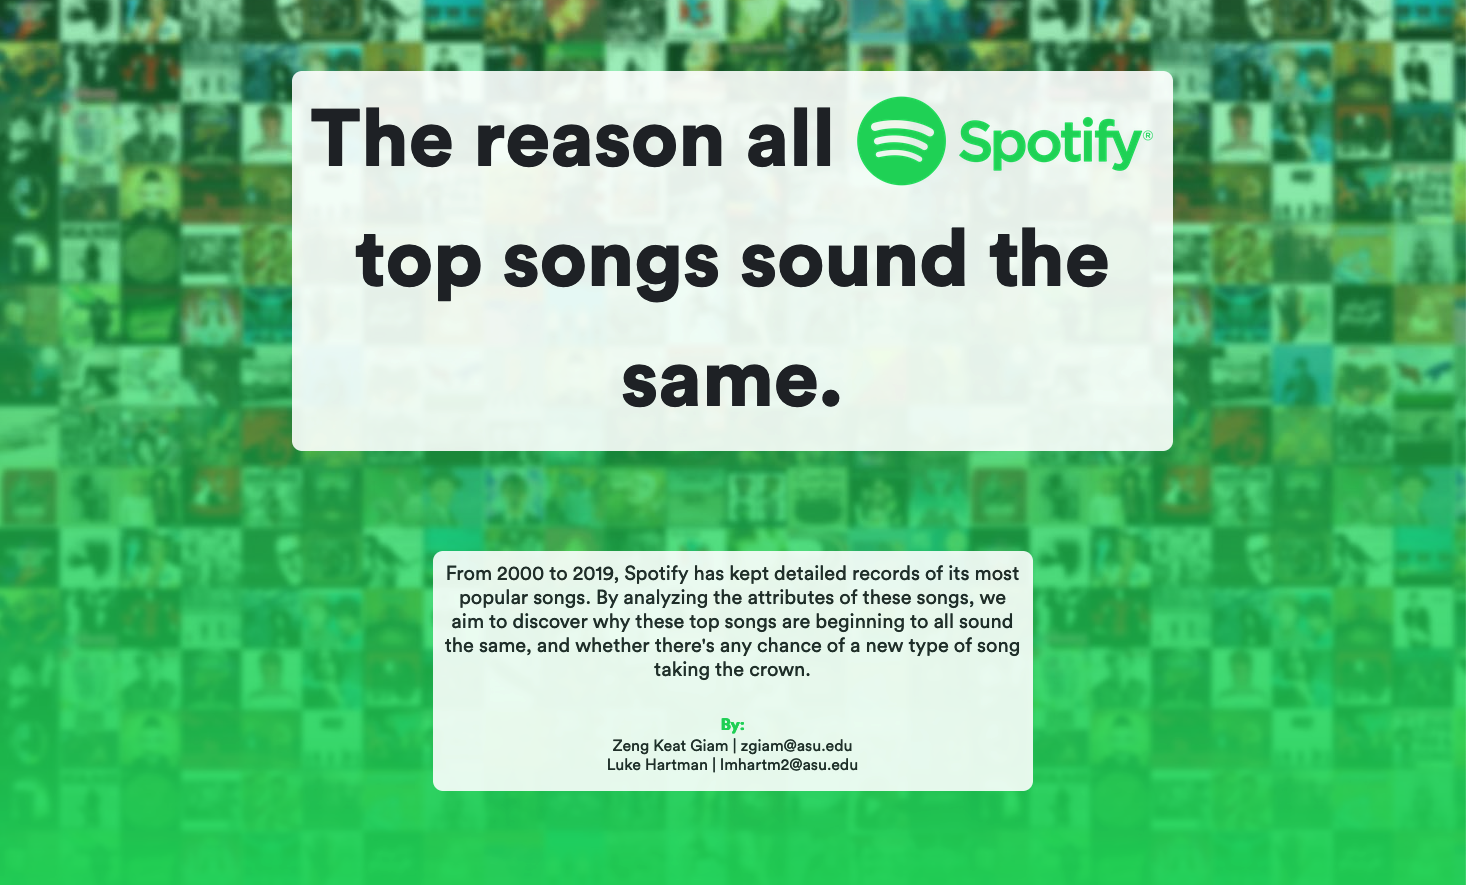 The reason all Spotify®
top songs sound the
same.
From 2000 to 2019, Spotify has kept detailed records of its most
popular songs. By analyzing the attributes of these songs, we
aim to discover why these top songs are beginning to all sound
the same, and whether there's any chance of a new type of song
taking the crown.
By:
Zeng Keat Giam | zgiam@asu.edu
Luke Hartman | lmhartm2@asu.edu